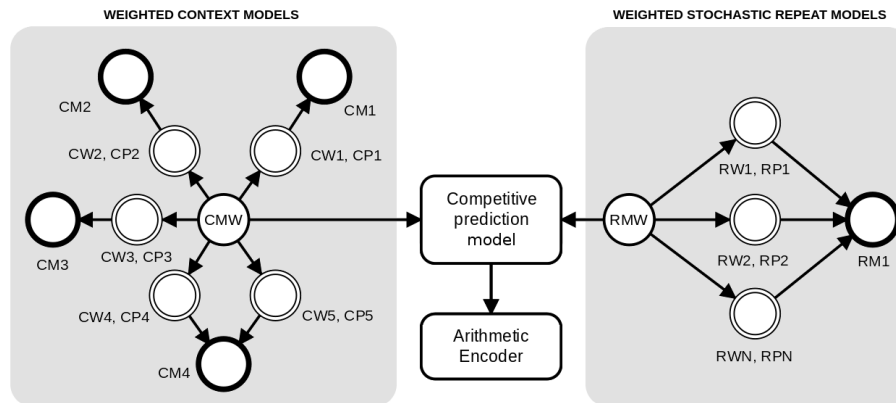 WEIGHTED CONTEXT MODELS
WEIGHTED STOCHASTIC REPEAT MODELS
CM2
CM1
CW2, CP2
CW1, CP1
CM3
CW3, CP3
CMW
CW4, CP4
CW5, CP5
CM4
Competitive
prediction
model
Arithmetic
Encoder
RMW
RW1, RP1
RW2, RP2
RWN, RPN
RM1